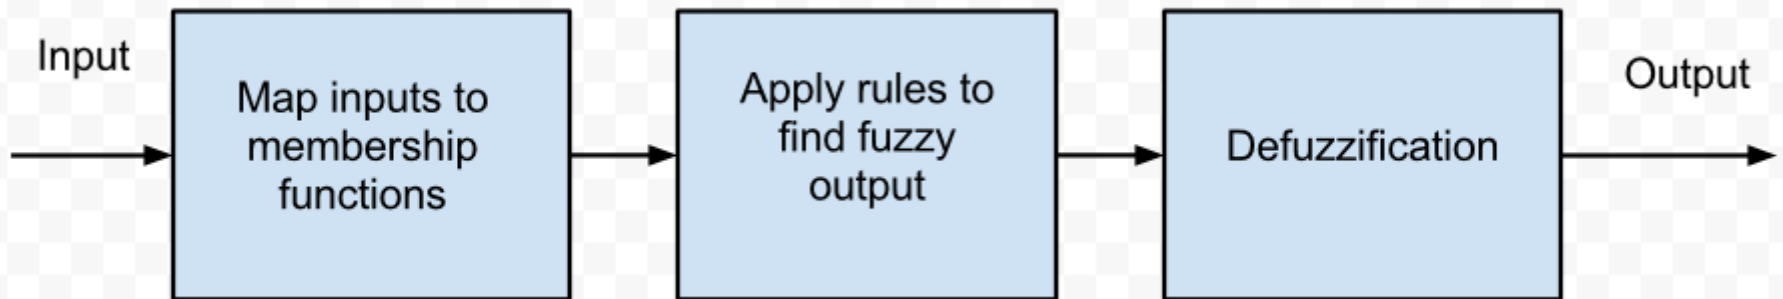 Input
Map inputs to
membership
functions
Apply rules to
find fuzzy
output
Defuzzification
Output